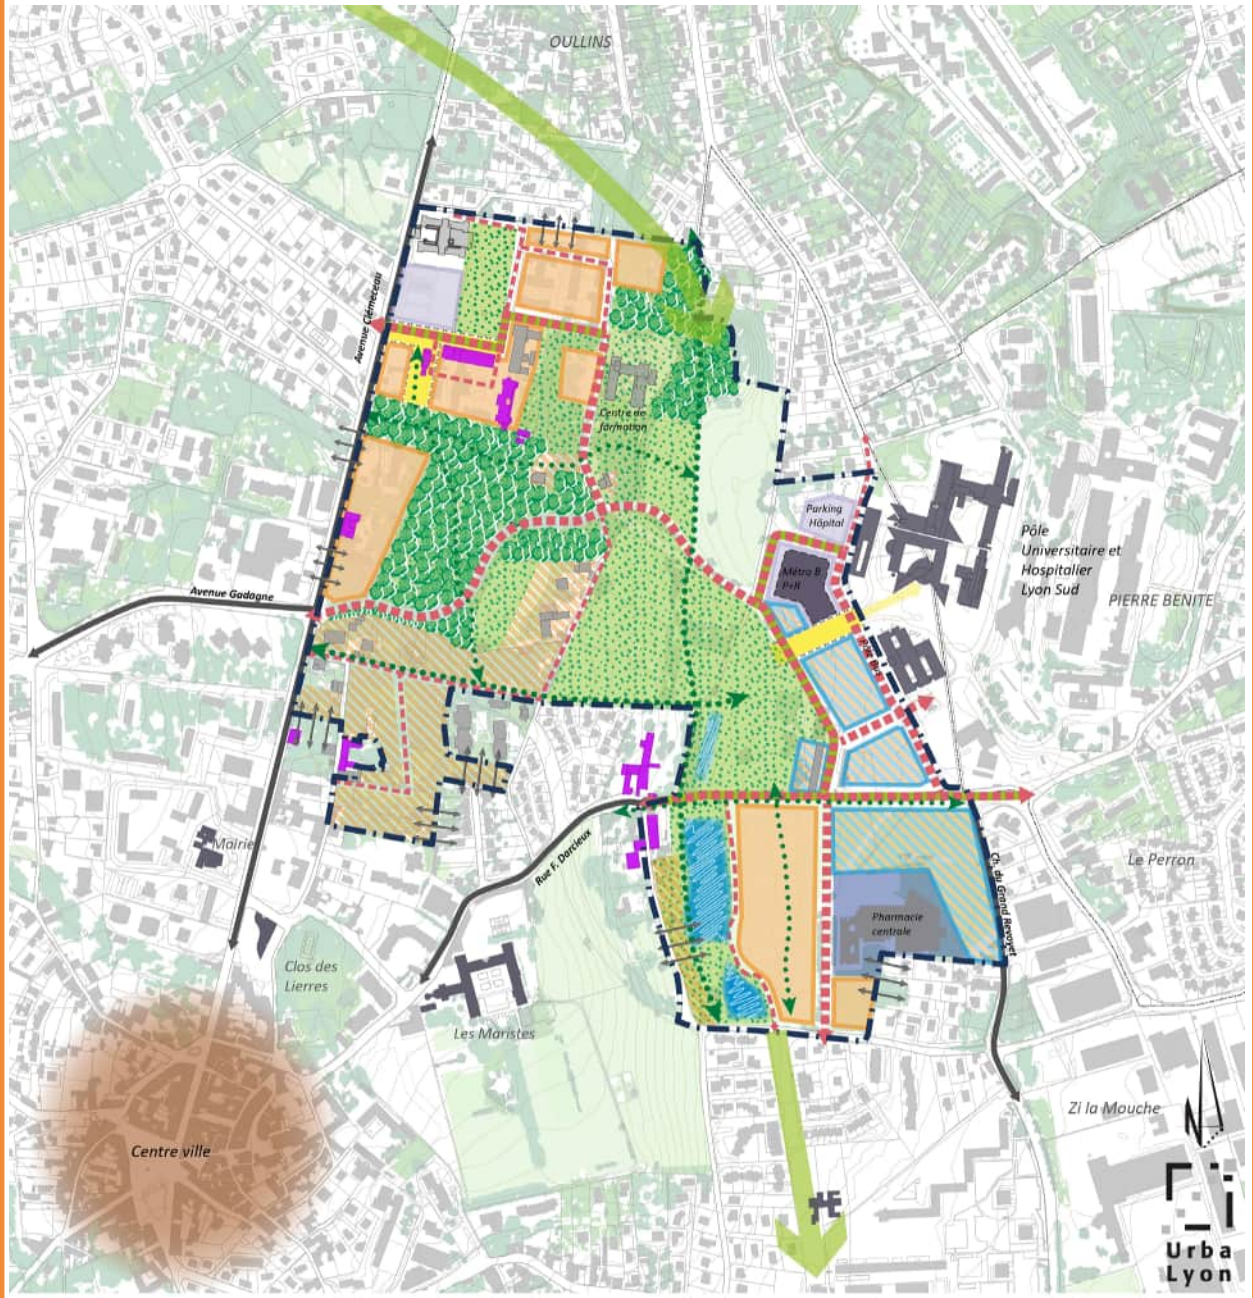 OULLINS
Avenue Clémeceau
Centre de
formation
Parking
Hôpital
Pôle
Universitaire et
Hospitalier
Lyon Sud
Métro B
P+R
Avenue Gadagne
PIERRE BENITE
Mairie
Rue F. Darcieux
Ch. du Grand Revoyet
Le Perron
Pharmacie
centrale
Clos des
Lierres
Les Maristes
Centre ville
Zi la Mouche
N
Urba
Lyon